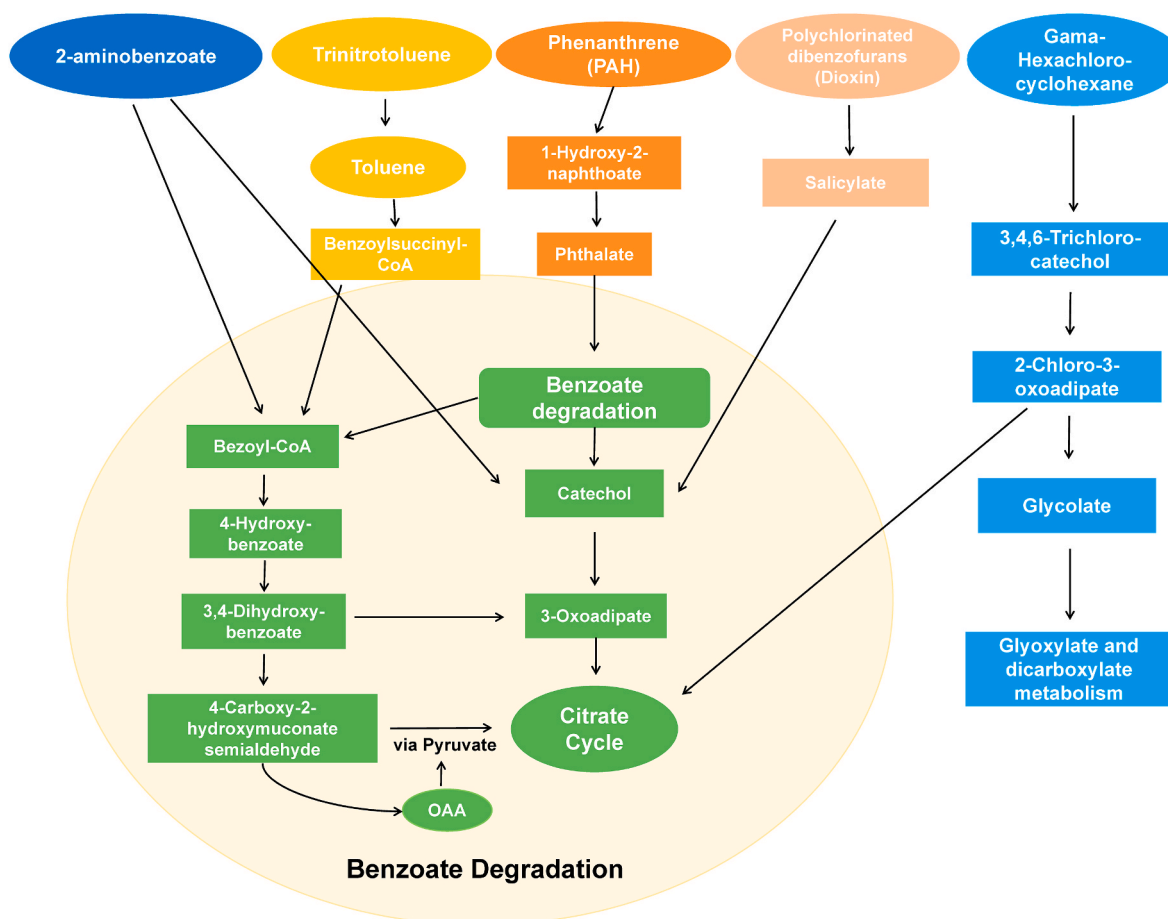 2-aminobenzoate
Trinitrotoluene
Phenanthrene
(PAH)
Polychlorinated
dibenzofurans
(Dioxin)
Gama-
Hexachloro-
cyclohexane
Toluene
1-Hydroxy-2-
naphthoate
Salicylate
Benzoylsuccinyl-
CoA
Phthalate
3,4,6-Trichloro-
catechol
Benzoate
degradation
2-Chloro-3-
oxoadipate
Bezoyl-CoA
Catechol
Glycolate
4-Hydroxy-
benzoate
3,4-Dihydroxy-
benzoate
3-Oxoadipate
Glyoxylate and
dicarboxylate
metabolism
4-Carboxy-2-
hydroxymuconate
semialdehyde
via Pyruvate
Citrate
Cycle
OAA
Benzoate Degradation